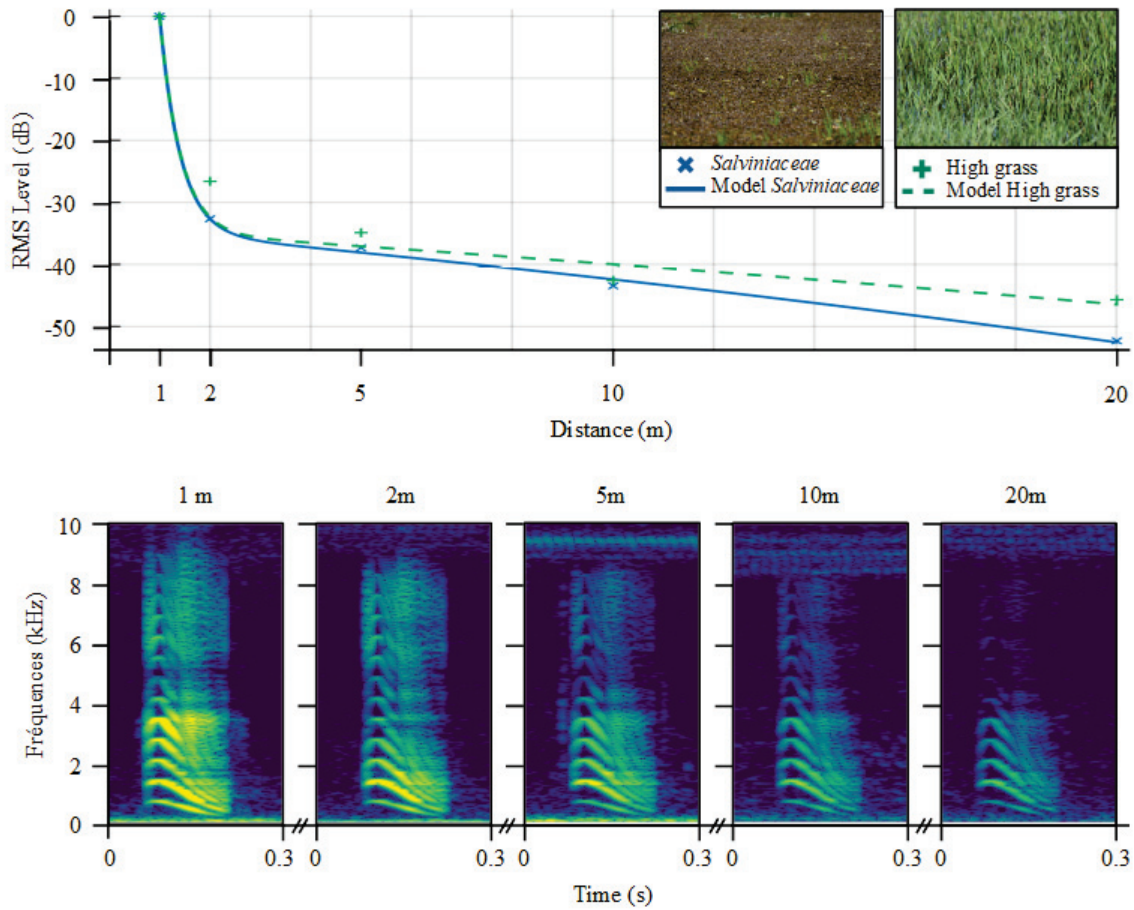 0
-10
-20
-30
-40
-50
RMS Level (dB)
Salviniaceae
Model Salviniaceae
High grass
Model High grass
1 2 5 10 20
Distance (m)
1 m 2m 5m 10m 20m
10
8
6
4
2
0
Fréquences (kHz)
0 0.3 0 0.3 0 0.3 0 0.3 0 0.3
Time (s)